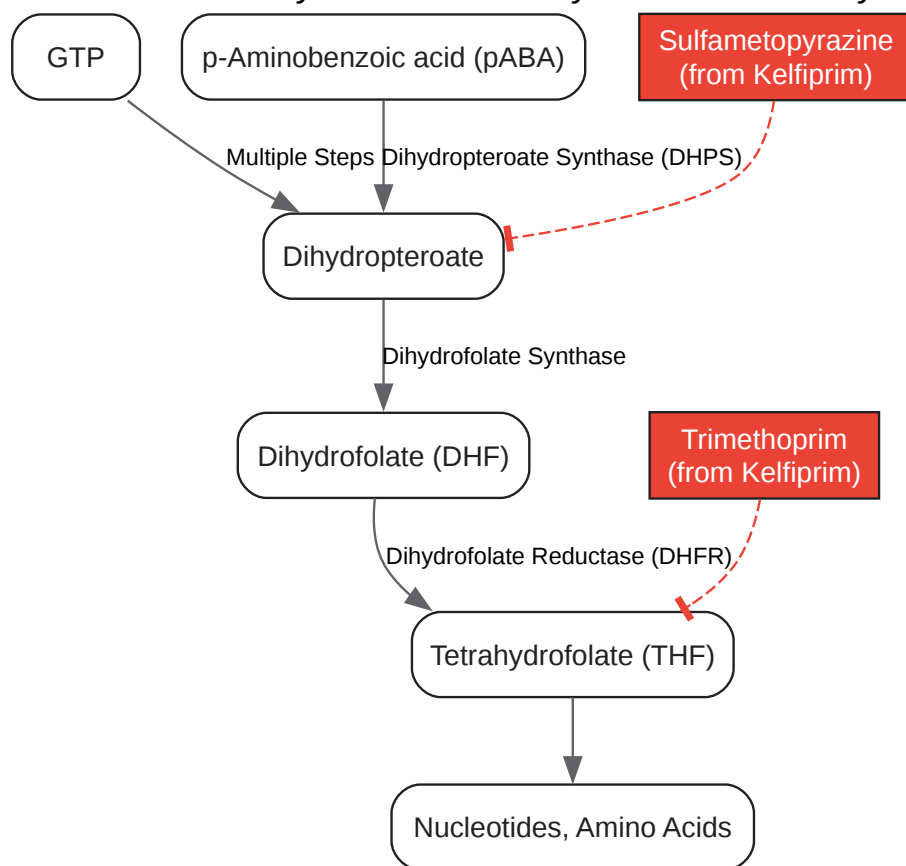 GTP
p-Aminobenzoic acid (pABA)
Sulfametopyrazine
(from Kelfiprim)
Multiple Steps
Dihydropteroate Synthase (DHPS)
Dihydropteroate
Dihydrofolate Synthase
Dihydrofolate (DHF)
Trimethoprim
(from Kelfiprim)
Dihydrofolate Reductase (DHFR)
Tetrahydrofolate (THF)
Nucleotides, Amino Acids